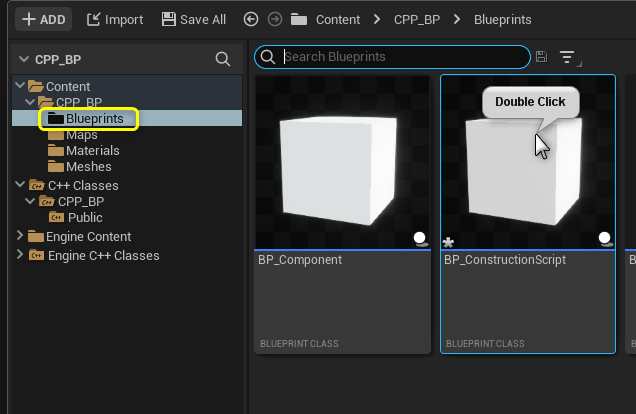 ADD Import Save All Content CPP_BP Blueprints
CPP_BP
Content
CPP_BP
Blueprints
Maps
Materials
Meshes
C++ Classes
CPP_BP
Public
Engine Content
Engine C++ Classes
Search Blueprints
Double Click
BP_Component
BLUEPRINT CLASS
BP_ConstructionScript
BLUEPRINT CLASS